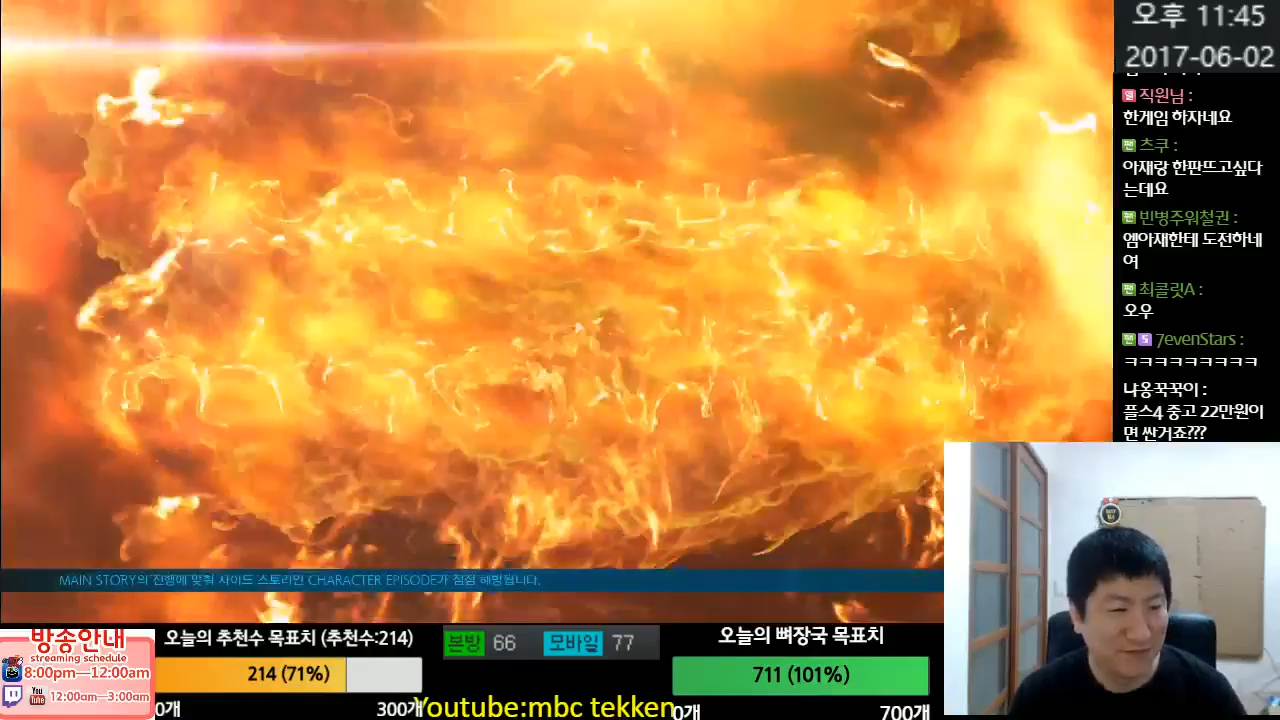 오후 11:45
2017-06-02
직원님 :
한게임 하자네요
츠쿠 :
아재랑 한판뜨고싶다
는데요
빈병주워철권 :
엠아재한테 도전하네
여
최콜릿A :
오우
7evenStars :
ㅋㅋㅋㅋㅋㅋㅋㅋㅋ
냐옹꾹꾹이 :
플스4 중고 22만원이
면 싼거죠???
MAIN STORY의 진행에 맞춰 사이드 스토리인 CHARACTER EPISODE가 점점 해방됩니다.
방송안내
streaming schedule
8:00pm—12:00am
You Tube
12:00am—3:00am
오늘의 추천수 목표치 (추천수:214)
214 (71%)
0개
300개
본방 66 모바일 77
Youtube:mbc tekken
오늘의 뼈장국 목표치
711 (101%)
0개
700개